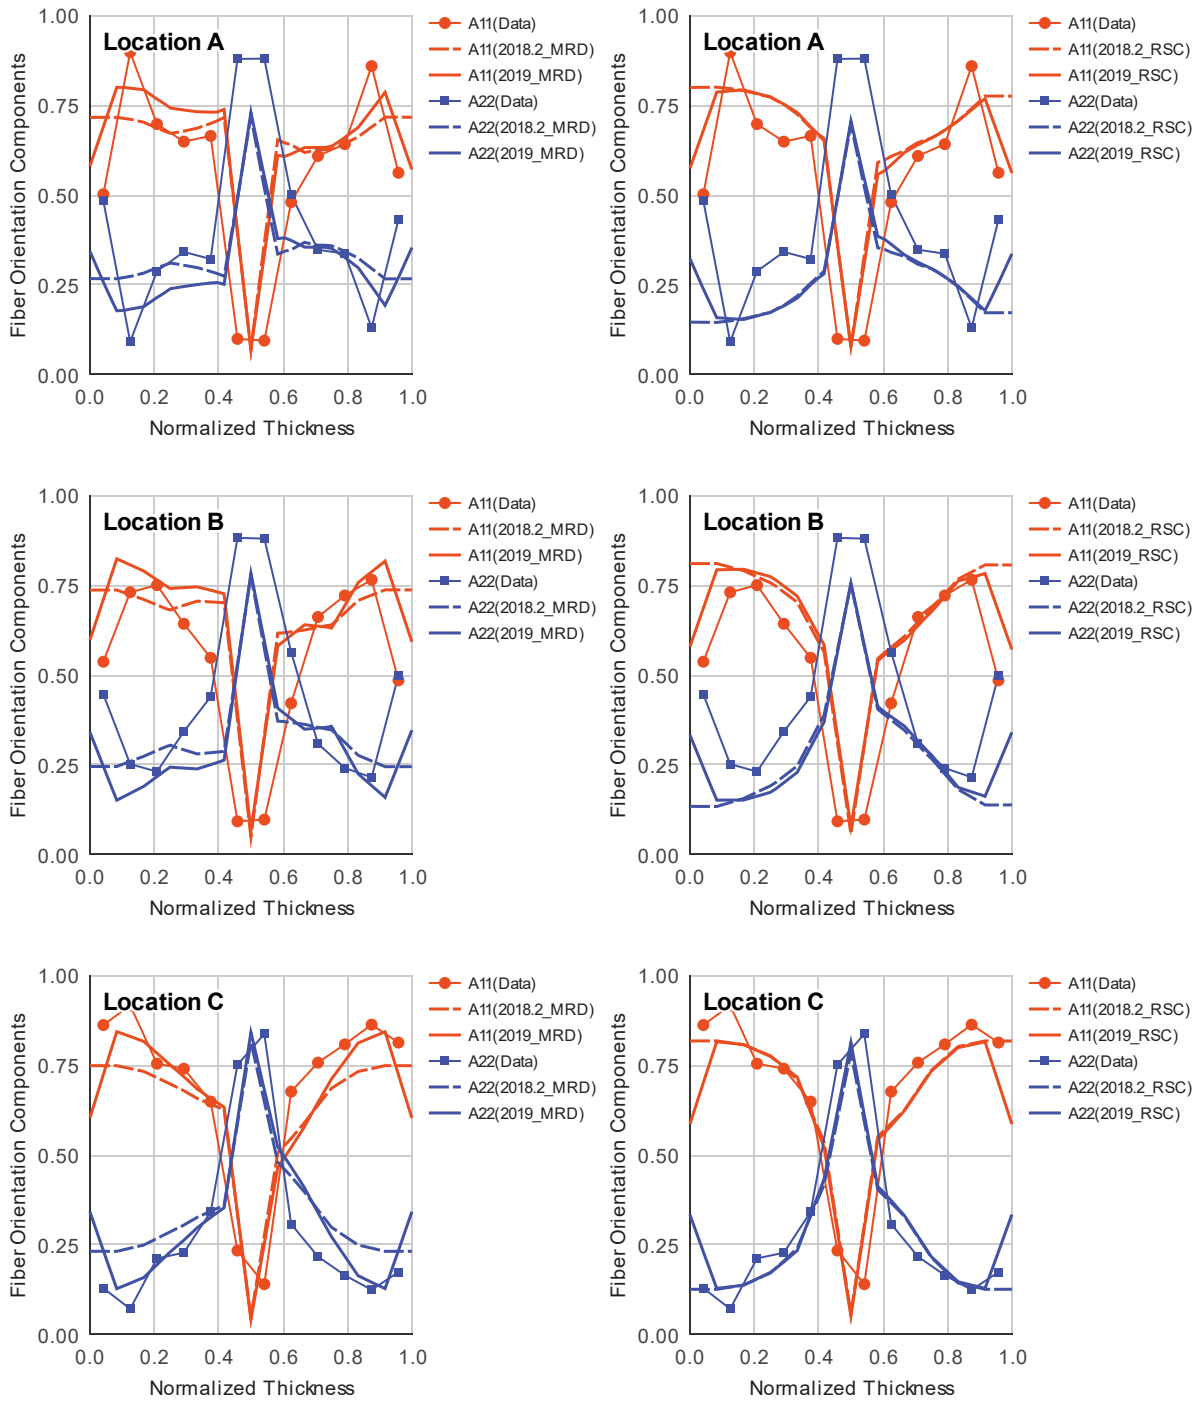 Location A
Fiber Orientation Components
1.00
0.75
0.50
0.25
0.00
0.0 0.2 0.4 0.6 0.8 1.0
Normalized Thickness
A11(Data)
A11(2018.2_MRD)
A11(2019_MRD)
A22(Data)
A22(2018.2_MRD)
A22(2019_MRD)
Location A
Fiber Orientation Components
1.00
0.75
0.50
0.25
0.00
0.0 0.2 0.4 0.6 0.8 1.0
Normalized Thickness
A11(Data)
A11(2018.2_RSC)
A11(2019_RSC)
A22(Data)
A22(2018.2_RSC)
A22(2019_RSC)
Location B
Fiber Orientation Components
1.00
0.75
0.50
0.25
0.00
0.0 0.2 0.4 0.6 0.8 1.0
Normalized Thickness
A11(Data)
A11(2018.2_MRD)
A11(2019_MRD)
A22(Data)
A22(2018.2_MRD)
A22(2019_MRD)
Location B
Fiber Orientation Components
1.00
0.75
0.50
0.25
0.00
0.0 0.2 0.4 0.6 0.8 1.0
Normalized Thickness
A11(Data)
A11(2018.2_RSC)
A11(2019_RSC)
A22(Data)
A22(2018.2_RSC)
A22(2019_RSC)
Location C
Fiber Orientation Components
1.00
0.75
0.50
0.25
0.00
0.0 0.2 0.4 0.6 0.8 1.0
Normalized Thickness
A11(Data)
A11(2018.2_MRD)
A11(2019_MRD)
A22(Data)
A22(2018.2_MRD)
A22(2019_MRD)
Location C
Fiber Orientation Components
1.00
0.75
0.50
0.25
0.00
0.0 0.2 0.4 0.6 0.8 1.0
Normalized Thickness
A11(Data)
A11(2018.2_RSC)
A11(2019_RSC)
A22(Data)
A22(2018.2_RSC)
A22(2019_RSC)